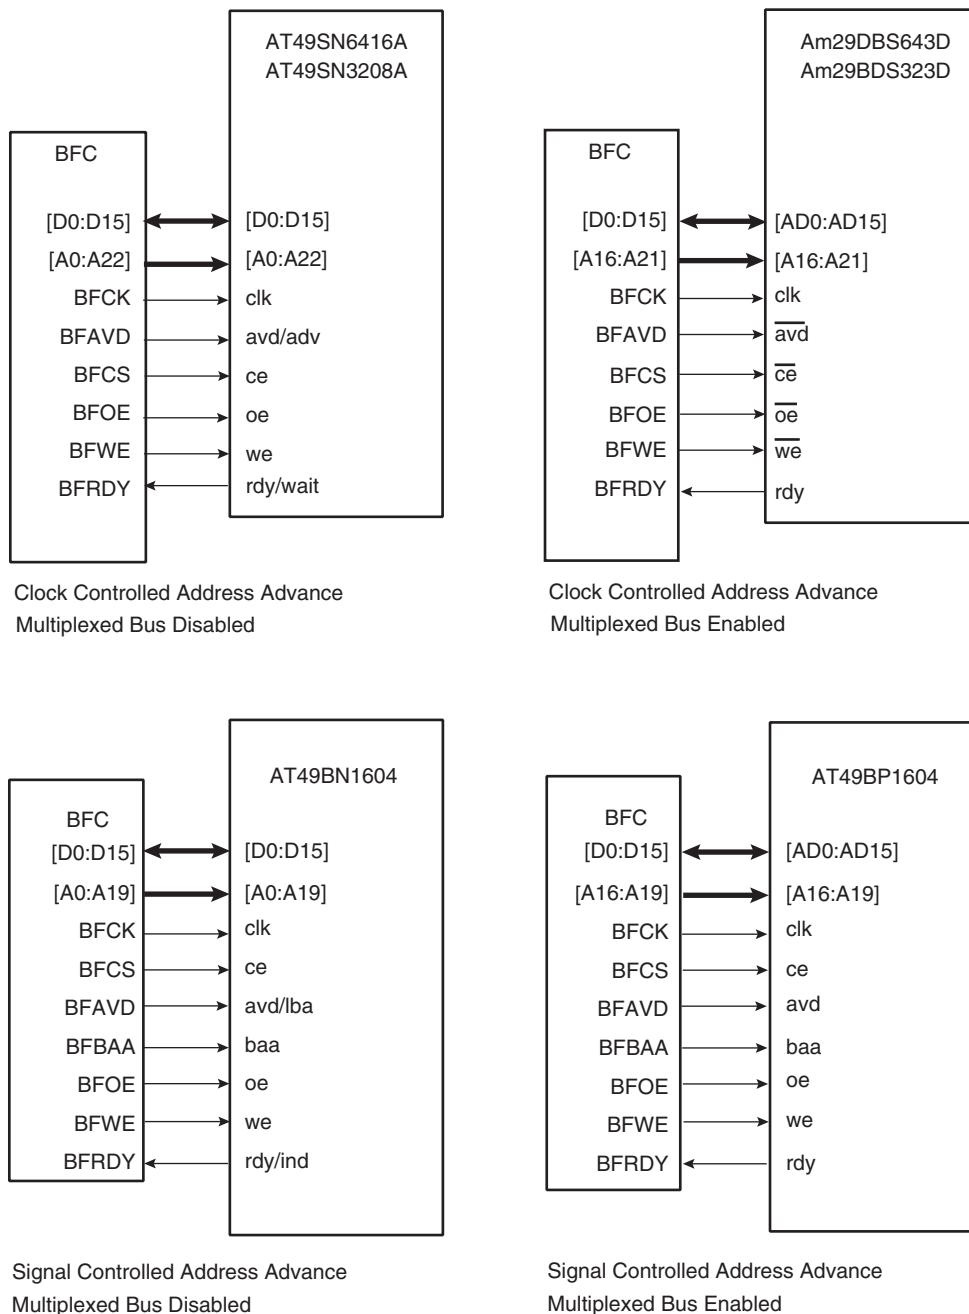 AT49SN6416A
AT49SN3208A
BFC
[D0:D15] [D0:D15]
[A0:A22] [A0:A22]
BFCK clk
BFAVD avd/adv
BFCS ce
BFOE oe
BFWE we
BFRDY rdy/wait
Clock Controlled Address Advance
Multiplexed Bus Disabled
Am29DBS643D
Am29BDS323D
BFC
[D0:D15] [AD0:AD15]
[A16:A21] [A16:A21]
BFCK clk
BFAVD avd
BFCS ce
BFOE oe
BFWE we
BFRDY rdy
Clock Controlled Address Advance
Multiplexed Bus Enabled
AT49BN1604
BFC
[D0:D15] [D0:D15]
[A0:A19] [A0:A19]
BFCK clk
BFCS ce
BFAVD avd/lba
BFBAA baa
BFOE oe
BFWE we
BFRDY rdy/ind
Signal Controlled Address Advance
Multiplexed Bus Disabled
AT49BP1604
BFC
[D0:D15] [AD0:AD15]
[A16:A19] [A16:A19]
BFCK clk
BFCS ce
BFAVD avd
BFBAA baa
BFOE oe
BFWE we
BFRDY rdy
Signal Controlled Address Advance
Multiplexed Bus Enabled